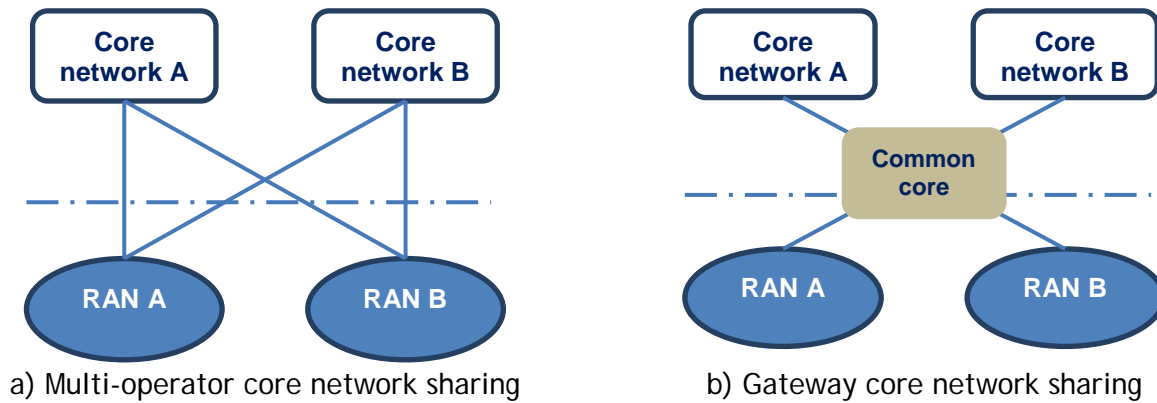 Core
network A
Core
network B
RAN A
RAN B
a) Multi-operator core network sharing
Core
network A
Core
network B
Common
core
RAN A
RAN B
b) Gateway core network sharing